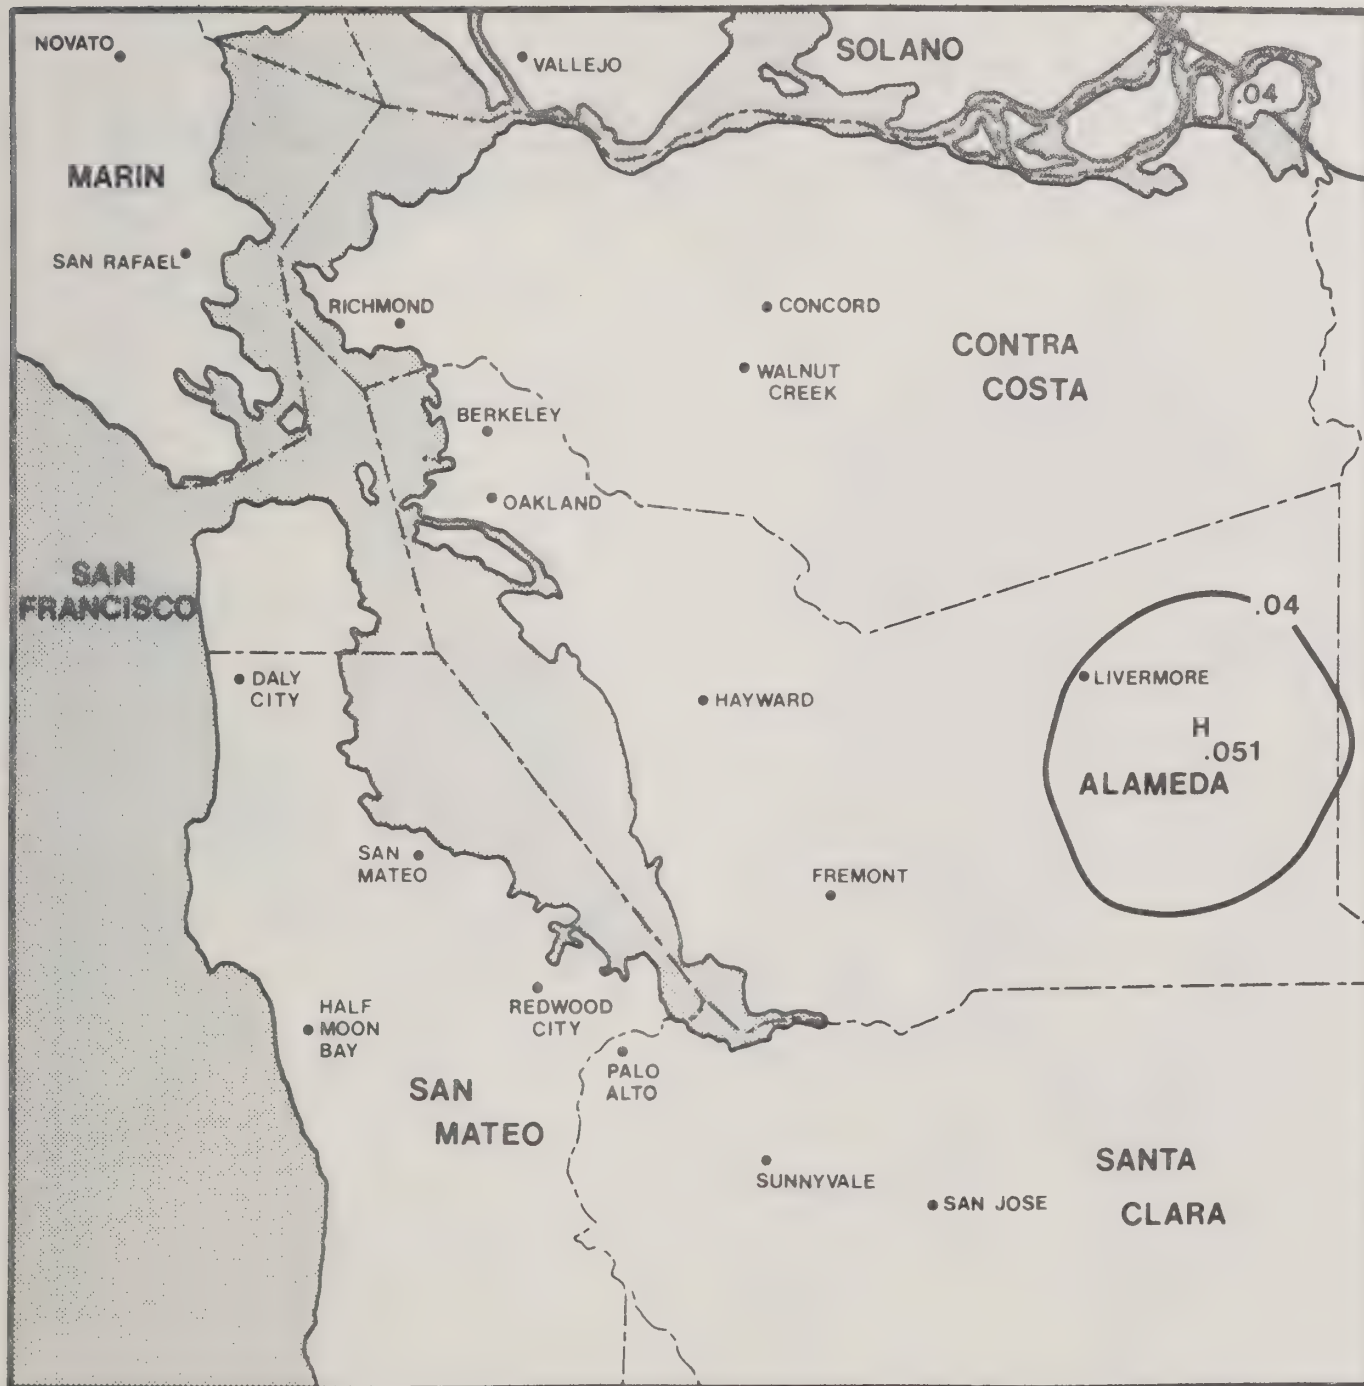 NOVATO
VALLEJO
SOLANO
.04
MARIN
SAN RAFAEL
RICHMOND
CONCORD
CONTRA
COSTA
WALNUT
CREEK
BERKELEY
OAKLAND
SAN
FRANCISCO
.04
DALY
CITY
LIVERMORE
HAYWARD
H
.051
ALAMEDA
SAN
MATEO
FREMONT
HALF
MOON
BAY
REDWOOD
CITY
PALO
ALTO
SAN
MATEO
SUNNYVALE
SANTA
CLARA
SAN JOSE